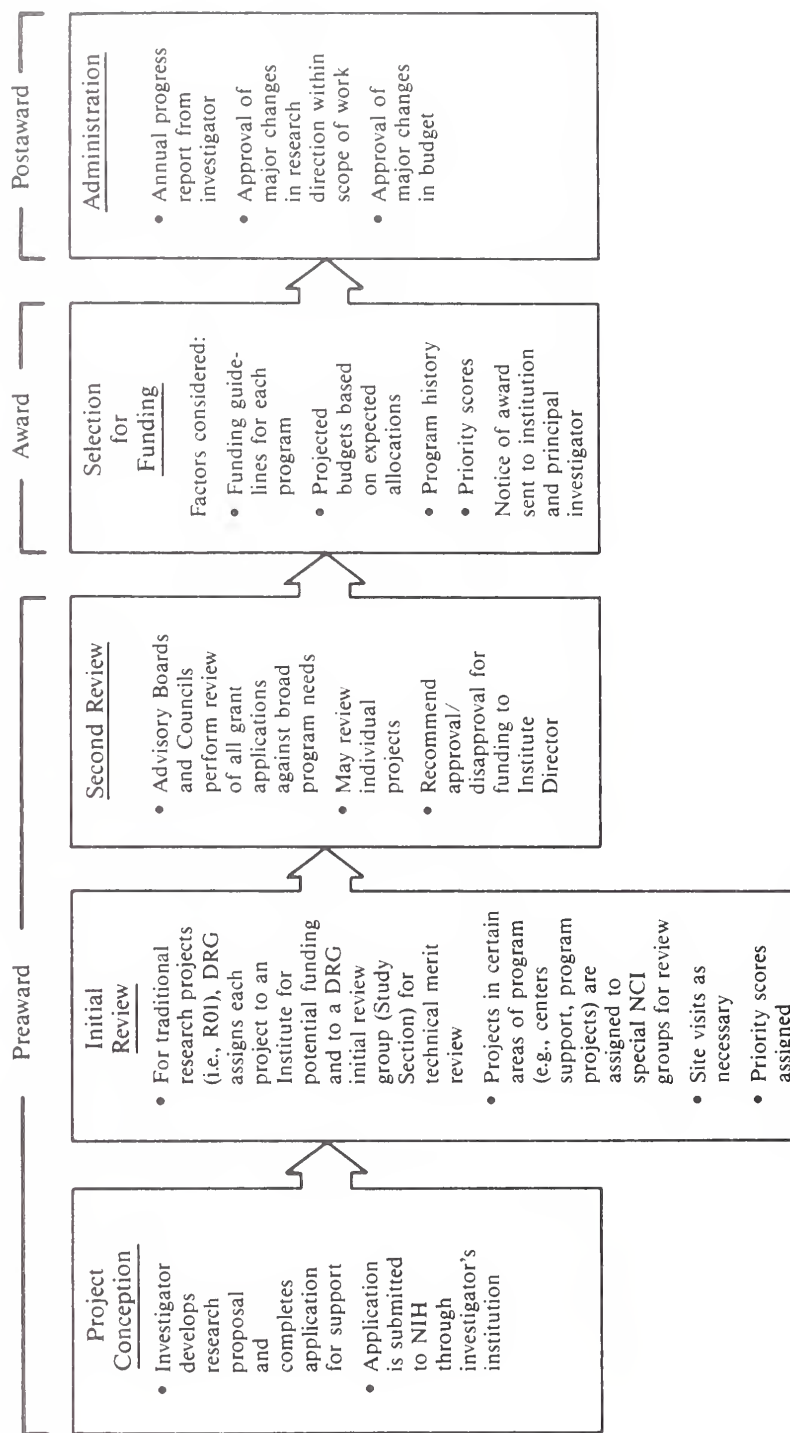 Preaward
Award
Postaward
Project
Conception
• Investigator
develops
research
proposal
and
completes
application
for support
• Application
is submitted
to NIH
through
investigator's
institution
Initial
Review
• For traditional
research projects
(i.e., R01), DRG
assigns each
project to an
Institute for
potential funding
and to a DRG
initial review
group (Study
Section) for
technical merit
review
• Projects in certain
areas of program
(e.g., centers
support, program
projects) are
assigned to
special NCI
groups for review
• Site visits as
necessary
• Priority scores
assigned
Second Review
• Advisory Boards
and Councils
perform review
of all grant
applications
against broad
program needs
• May review
individual
projects
• Recommend
approval/
disapproval for
funding to
Institute
Director
Selection
for
Funding
Factors considered:
• Funding guide-
lines for each
program
• Projected
budgets based
on expected
allocations
• Program history
• Priority scores
Notice of award
sent to institution
and principal
investigator
Administration
• Annual progress
report from
investigator
• Approval of
major changes
in research
direction within
scope of work
• Approval of
major changes
in budget